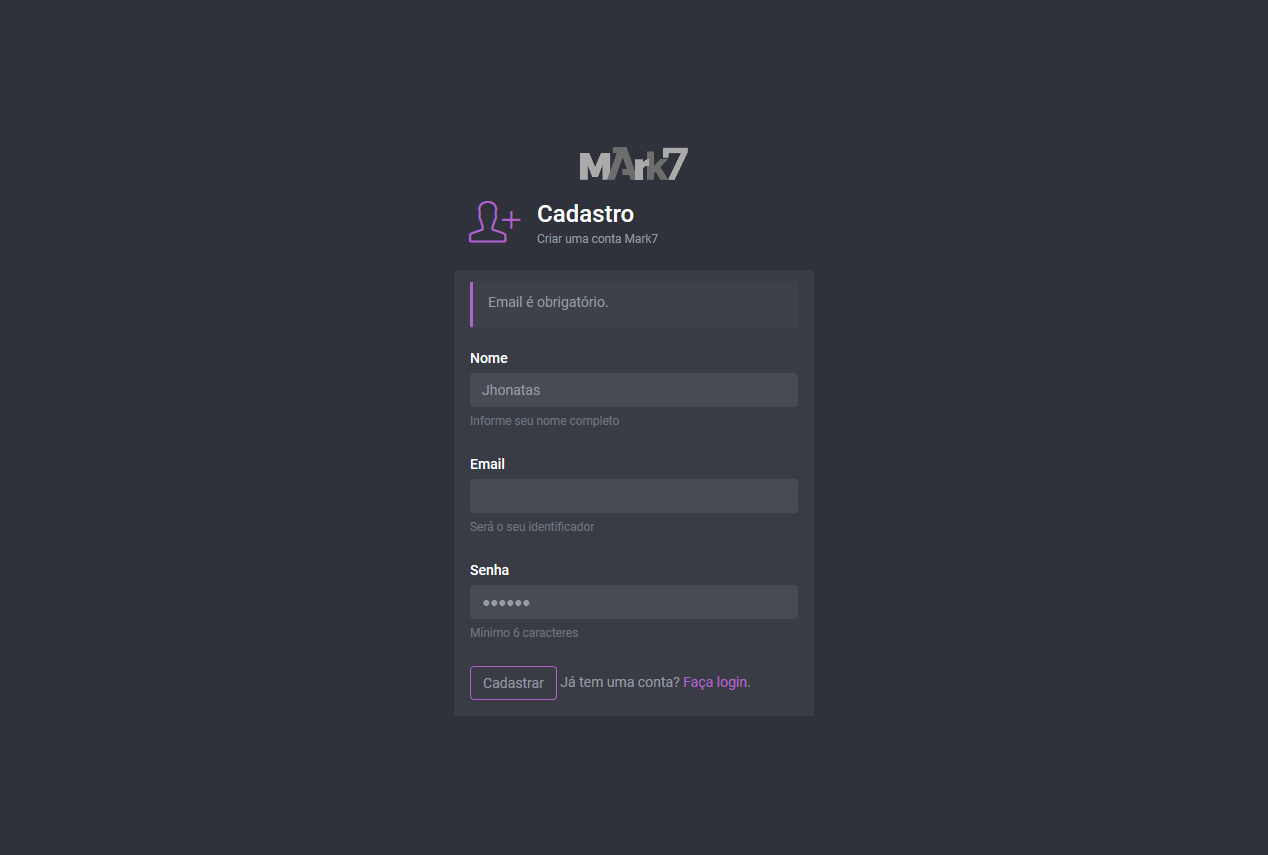 MArk7
Cadastro
Criar uma conta Mark7
Email é obrigatório.
Nome
Jhonatas
Informe seu nome completo
Email
Será o seu identificador
Senha
••••••
Mínimo 6 caracteres
Cadastrar Já tem uma conta? Faça login.